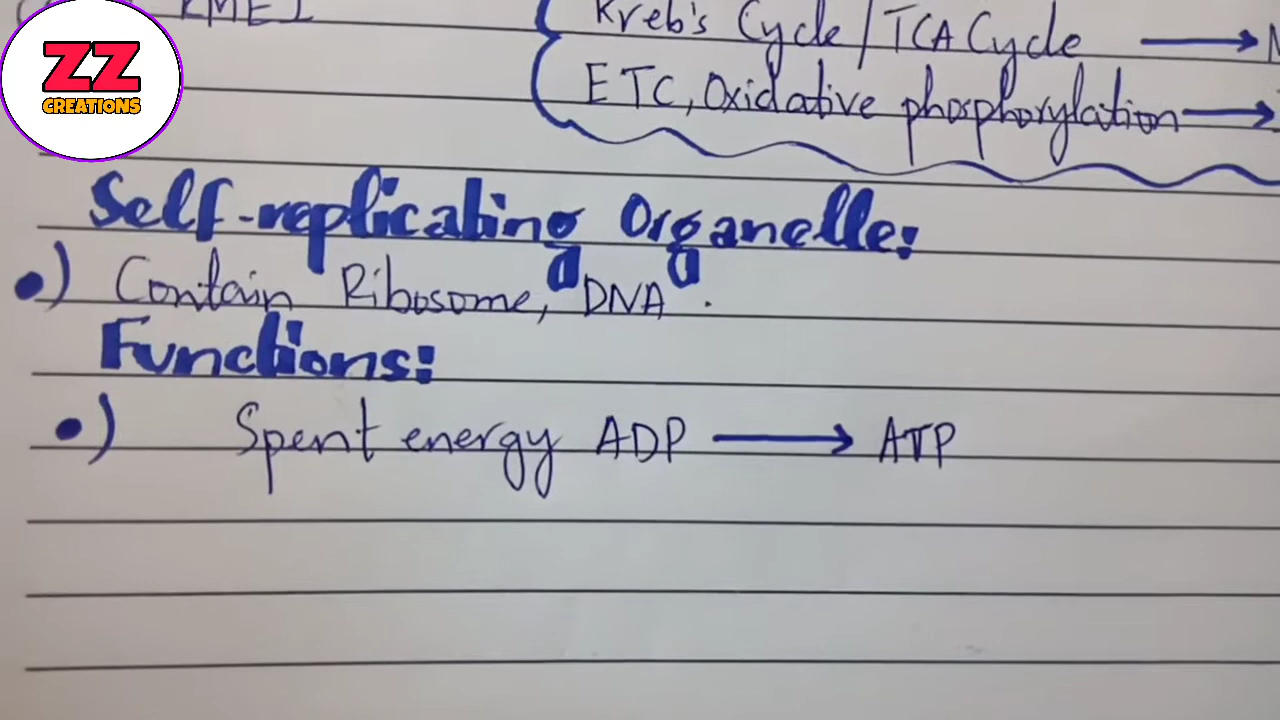 ZZ
CREATIONS
Kreb's Cycle / TCA Cycle →
ETC, Oxidative phosphorylation →
Self-replicating Organelle:
•) Contain Ribosome, DNA.
Functions:
•) Spent energy ADP → ATP